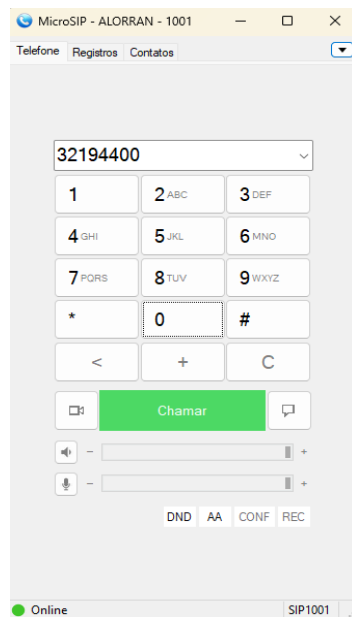 MicroSIP - ALORRAN - 1001
Telefone Registros Contatos
32194400
1 2 ABC 3 DEF
4 GHI 5 JKL 6 MNO
7 PQRS 8 TUV 9 WXYZ
* 0 #
< + C
Chamar
- +
- +
DND AA CONF REC
Online SIP1001